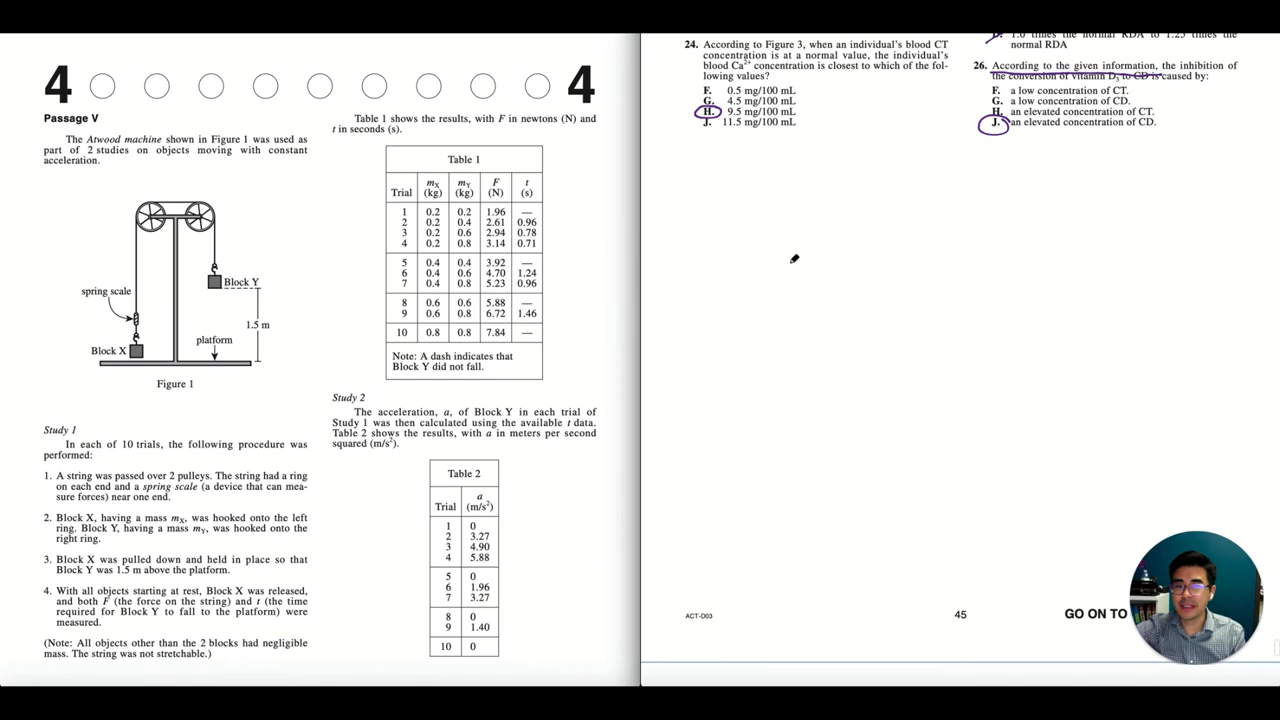 4
4
Passage V
The Atwood machine shown in Figure 1 was used as
part of 2 studies on objects moving with constant
acceleration.
spring scale
Block Y
1.5 m
platform
Block X
Figure 1
Study 1
In each of 10 trials, the following procedure was
performed:
1. A string was passed over 2 pulleys. The string had a ring
on each end and a spring scale (a device that can mea-
sure forces) near one end.
2. Block X, having a mass mX, was hooked onto the left
ring. Block Y, having a mass mY, was hooked onto the
right ring.
3. Block X was pulled down and held in place so that
Block Y was 1.5 m above the platform.
4. With all objects starting at rest, Block X was released,
and both F (the force on the string) and t (the time
required for Block Y to fall to the platform) were
measured.
(Note: All objects other than the 2 blocks had negligible
mass. The string was not stretchable.)
Table 1 shows the results, with F in newtons (N) and
t in seconds (s).
Table 1
Trial mX (kg) mY (kg) F (N) t (s)
1 0.2 0.2 1.96 —
2 0.2 0.4 2.61 0.96
3 0.2 0.6 2.94 0.78
4 0.2 0.8 3.14 0.71
5 0.4 0.4 3.92 —
6 0.4 0.6 4.70 1.24
7 0.4 0.8 5.23 0.96
8 0.6 0.6 5.88 —
9 0.6 0.8 6.72 1.46
10 0.8 0.8 7.84 —
Note: A dash indicates that
Block Y did not fall.
Study 2
The acceleration, a, of Block Y in each trial of
Study 1 was then calculated using the available t data.
Table 2 shows the results, with a in meters per second
squared (m/s²).
Table 2
Trial a (m/s²)
1 0
2 3.27
3 4.90
4 5.88
5 0
6 1.96
7 3.27
8 0
9 1.40
10 0
24. According to Figure 3, when an individual's blood CT
concentration is at a normal value, the individual's
blood Ca²⁺ concentration is closest to which of the fol-
lowing values?
F. 0.5 mg/100 mL
G. 4.5 mg/100 mL
H. 9.5 mg/100 mL
J. 11.5 mg/100 mL
D. 1.0 times the normal RDA to 1.25 times the
normal RDA
26. According to the given information, the inhibition of
the conversion of vitamin D₃ to CD is caused by:
F. a low concentration of CT.
G. a low concentration of CD.
H. an elevated concentration of CT.
J. an elevated concentration of CD.
ACT-D03
45
GO ON TO